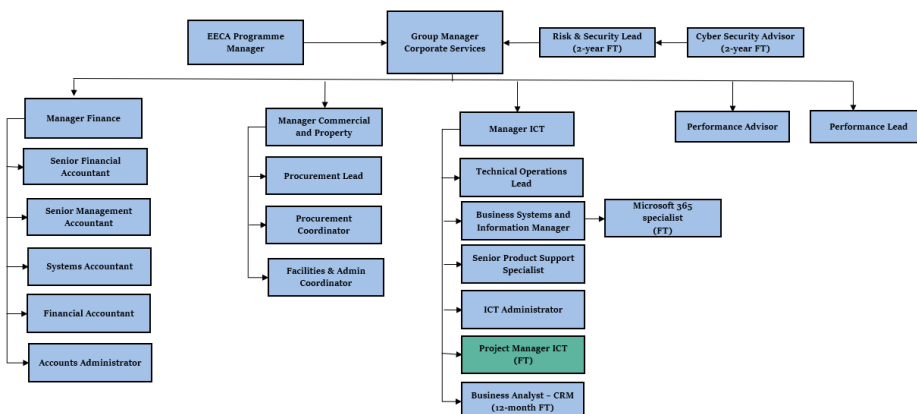 EECA Programme
Manager
Group Manager
Corporate Services
Risk & Security Lead
(2-year FT)
Cyber Security Advisor
(2-year FT)
Manager Finance
Manager Commercial
and Property
Manager ICT
Performance Advisor
Performance Lead
Senior Financial
Accountant
Senior Management
Accountant
Systems Accountant
Financial Accountant
Accounts Administrator
Procurement Lead
Procurement
Coordinator
Facilities & Admin
Coordinator
Technical Operations
Lead
Business Systems and
Information Manager
Microsoft 365
specialist
(FT)
Senior Product Support
Specialist
ICT Administrator
Project Manager ICT
(FT)
Business Analyst – CRM
(12-month FT)